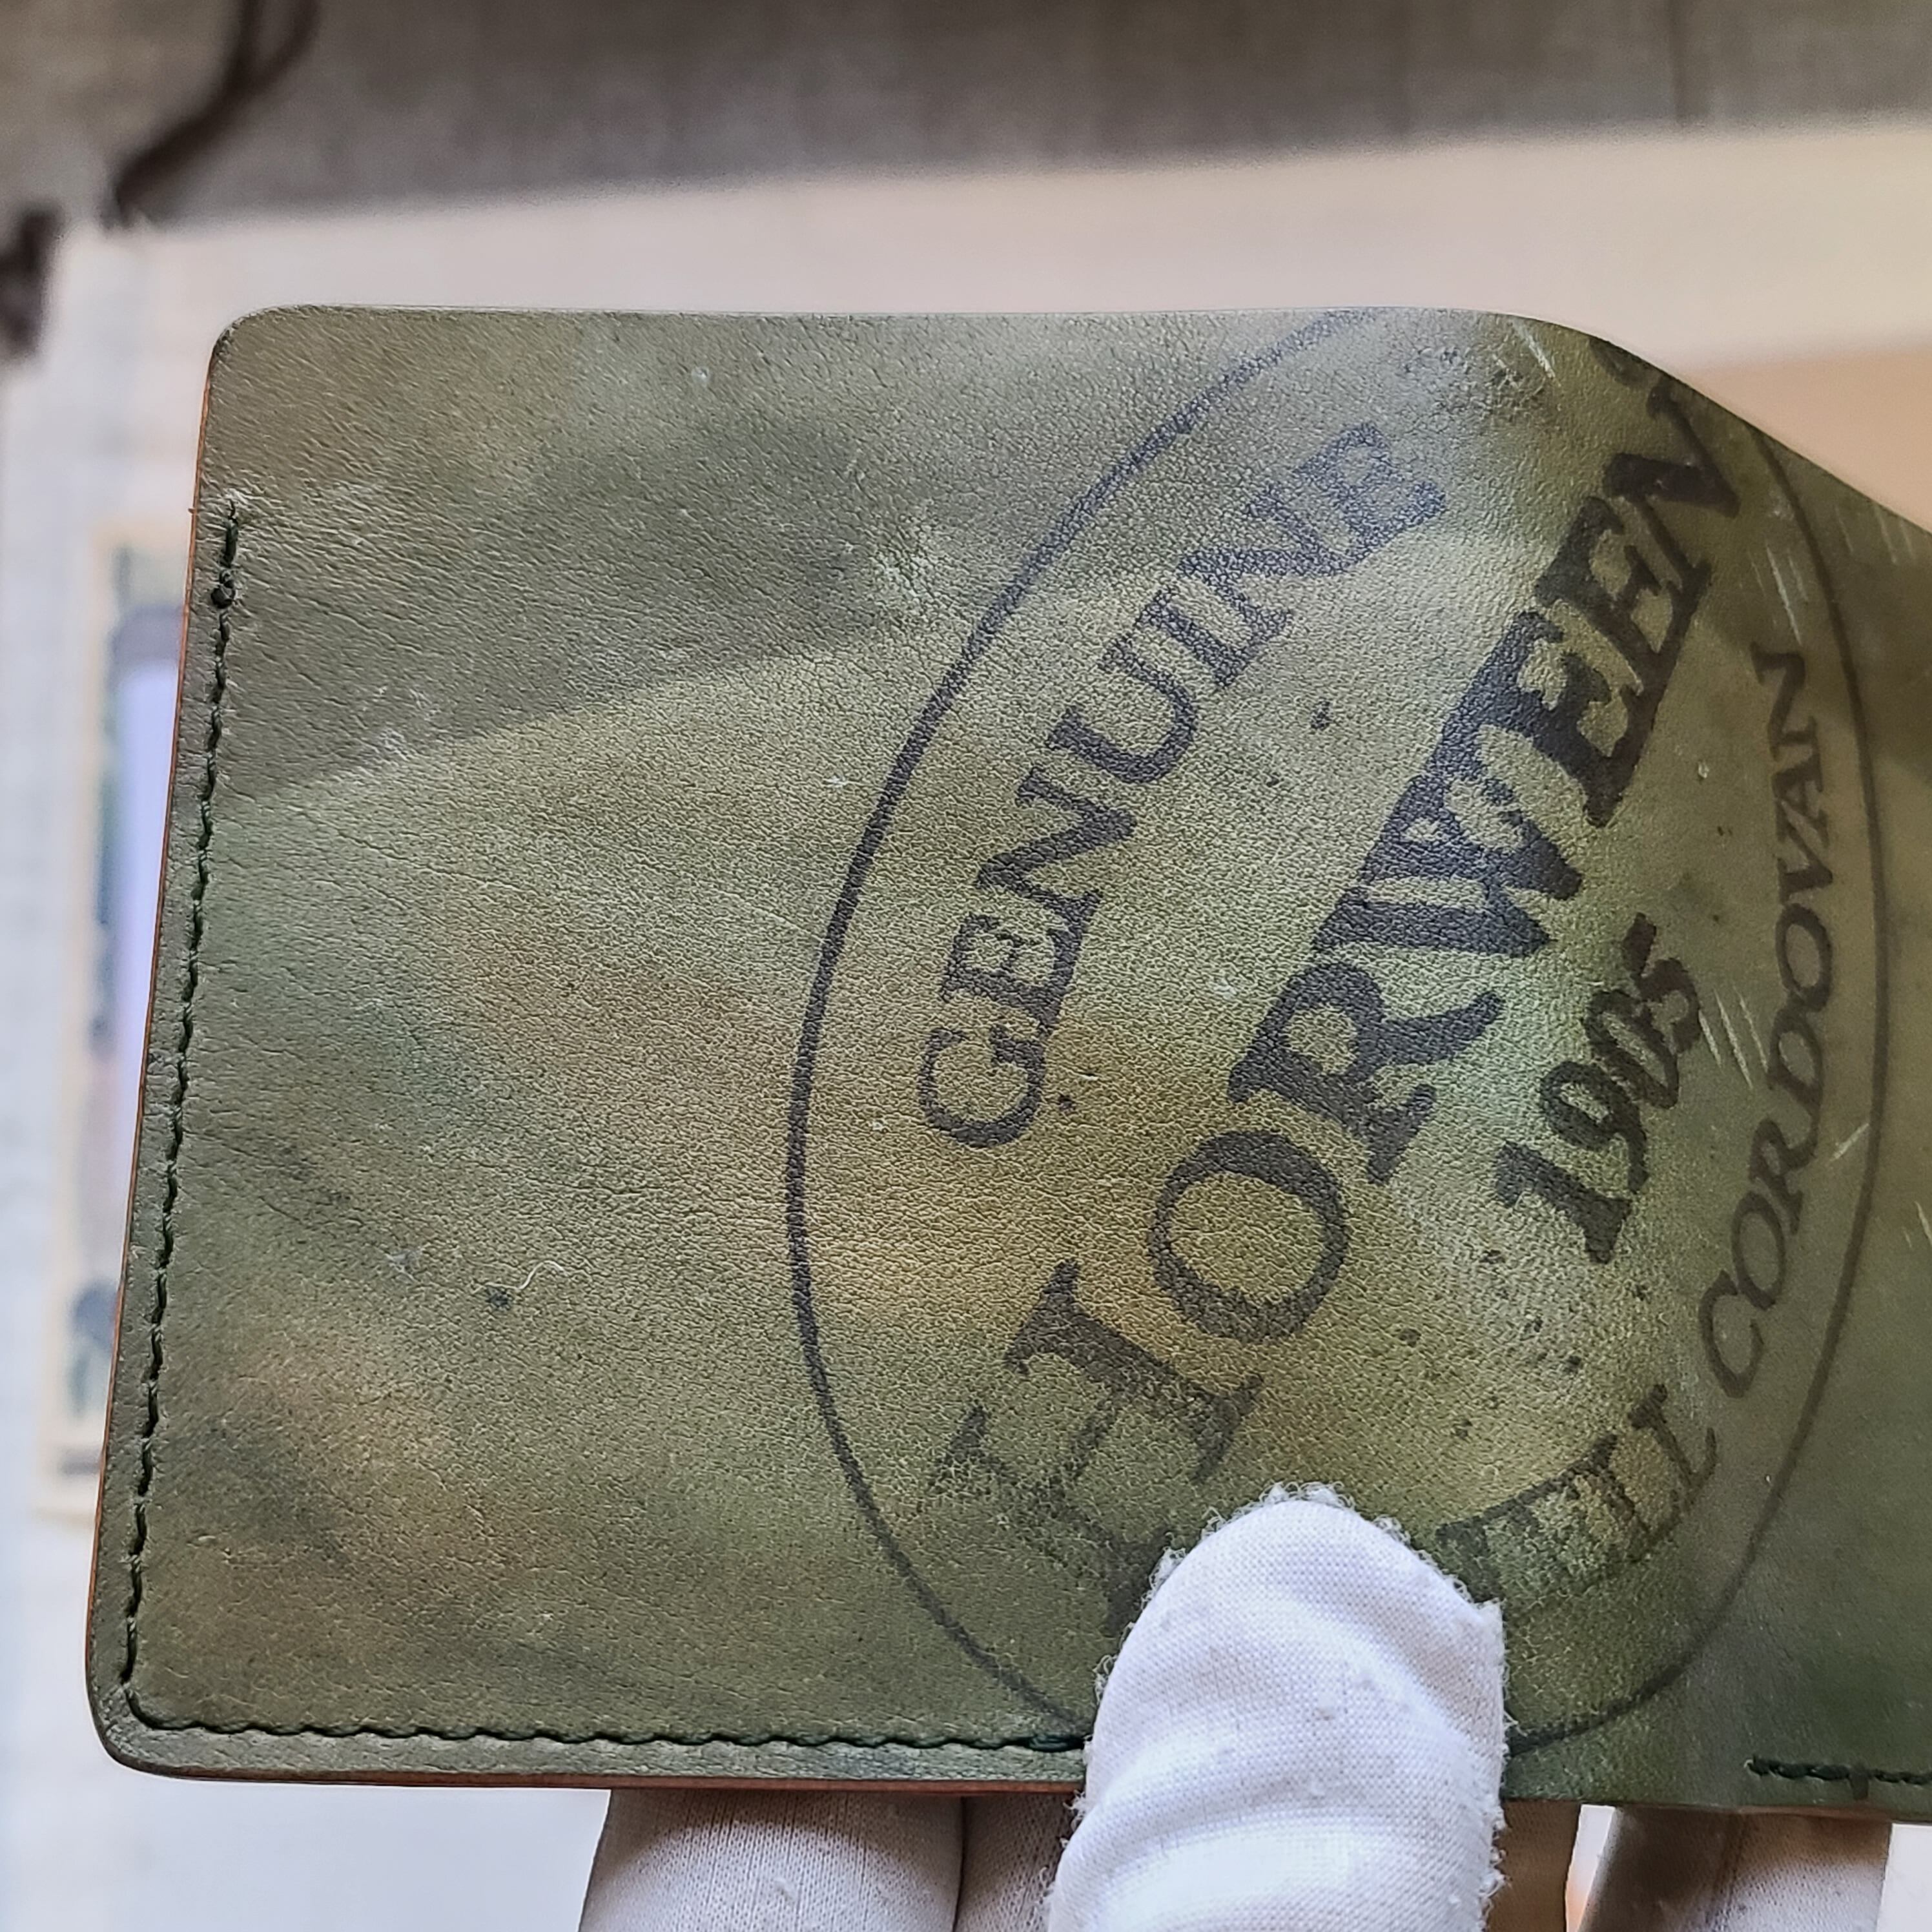 GENUINE
HORWEEN
1905
SHELL CORDOVAN